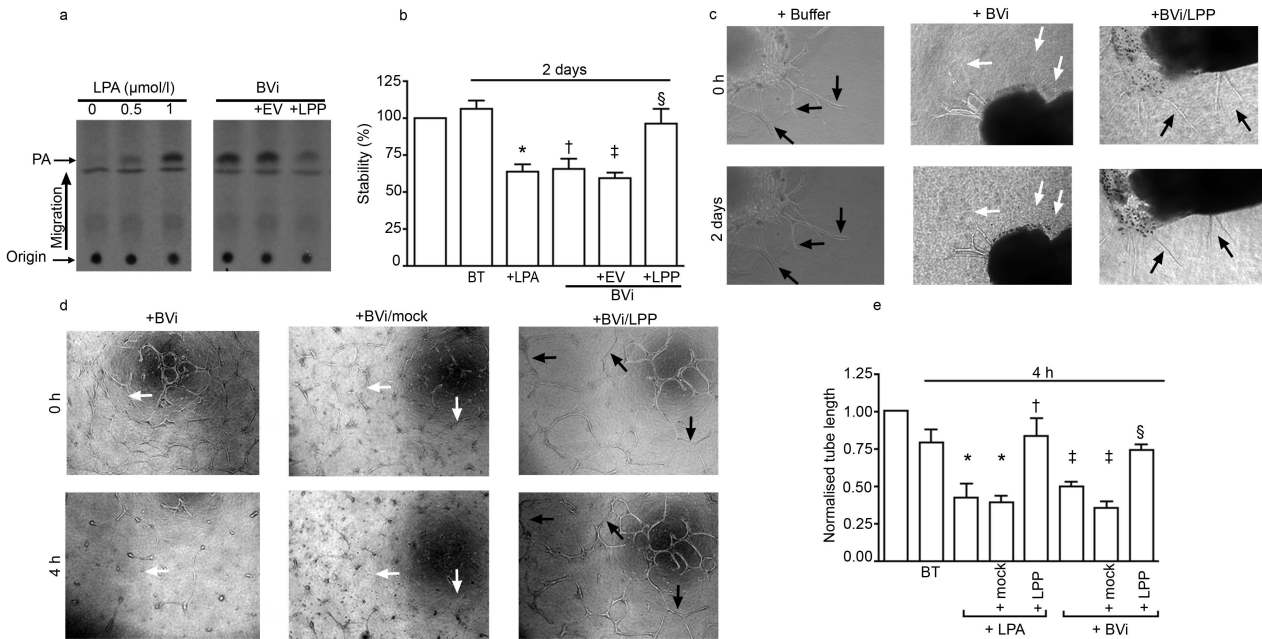 a
LPA (µmol/l)
0 0.5 1
BVi
+EV +LPP
PA
Migration
Origin
b
2 days
Stability (%)
125
100
75
50
25
0
* † ‡ §
BT +LPA +EV +LPP
BVi
c
+ Buffer + BVi +BVi/LPP
0 h
2 days
d
+BVi +BVi/mock +BVi/LPP
0 h
4 h
e
4 h
Normalised tube length
1.25
1.00
0.75
0.50
0.25
0.00
* * † ‡ ‡ §
BT + mock + LPP + mock + LPP
+ LPA + BVi